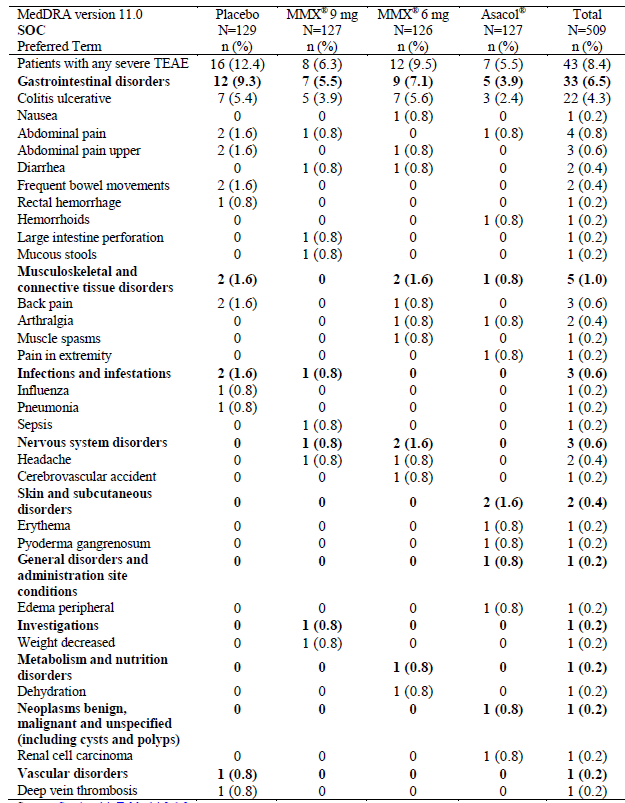 MedDRA version 11.0 Placebo MMX® 9 mg MMX® 6 mg Asacol® Total
SOC N=129 N=127 N=126 N=127 N=509
Preferred Term n (%) n (%) n (%) n (%) n (%)
Patients with any severe TEAE 16 (12.4) 8 (6.3) 12 (9.5) 7 (5.5) 43 (8.4)
Gastrointestinal disorders 12 (9.3) 7 (5.5) 9 (7.1) 5 (3.9) 33 (6.5)
Colitis ulcerative 7 (5.4) 5 (3.9) 7 (5.6) 3 (2.4) 22 (4.3)
Nausea 0 0 1 (0.8) 0 1 (0.2)
Abdominal pain 2 (1.6) 1 (0.8) 0 1 (0.8) 4 (0.8)
Abdominal pain upper 2 (1.6) 0 1 (0.8) 0 3 (0.6)
Diarrhea 0 1 (0.8) 1 (0.8) 0 2 (0.4)
Frequent bowel movements 2 (1.6) 0 0 0 2 (0.4)
Rectal hemorrhage 1 (0.8) 0 0 0 1 (0.2)
Hemorrhoids 0 0 0 1 (0.8) 1 (0.2)
Large intestine perforation 0 1 (0.8) 0 0 1 (0.2)
Mucous stools 0 1 (0.8) 0 0 1 (0.2)
Musculoskeletal and
connective tissue disorders 2 (1.6) 0 2 (1.6) 1 (0.8) 5 (1.0)
Back pain 2 (1.6) 0 1 (0.8) 0 3 (0.6)
Arthralgia 0 0 1 (0.8) 1 (0.8) 2 (0.4)
Muscle spasms 0 0 1 (0.8) 0 1 (0.2)
Pain in extremity 0 0 0 1 (0.8) 1 (0.2)
Infections and infestations 2 (1.6) 1 (0.8) 0 0 3 (0.6)
Influenza 1 (0.8) 0 0 0 1 (0.2)
Pneumonia 1 (0.8) 0 0 0 1 (0.2)
Sepsis 0 1 (0.8) 0 0 1 (0.2)
Nervous system disorders 0 1 (0.8) 2 (1.6) 0 3 (0.6)
Headache 0 1 (0.8) 1 (0.8) 0 2 (0.4)
Cerebrovascular accident 0 0 1 (0.8) 0 1 (0.2)
Skin and subcutaneous
disorders 0 0 0 2 (1.6) 2 (0.4)
Erythema 0 0 0 1 (0.8) 1 (0.2)
Pyoderma gangrenosum 0 0 0 1 (0.8) 1 (0.2)
General disorders and 0 0 0 1 (0.8) 1 (0.2)
administration site
conditions
Edema peripheral 0 0 0 1 (0.8) 1 (0.2)
Investigations 0 1 (0.8) 0 0 1 (0.2)
Weight decreased 0 1 (0.8) 0 0 1 (0.2)
Metabolism and nutrition
disorders 0 0 1 (0.8) 0 1 (0.2)
Dehydration 0 0 1 (0.8) 0 1 (0.2)
Neoplasms benign, 0 0 0 1 (0.8) 1 (0.2)
malignant and unspecified
(including cysts and polyps)
Renal cell carcinoma 0 0 0 1 (0.8) 1 (0.2)
Vascular disorders 1 (0.8) 0 0 0 1 (0.2)
Deep vein thrombosis 1 (0.8) 0 0 0 1 (0.2)